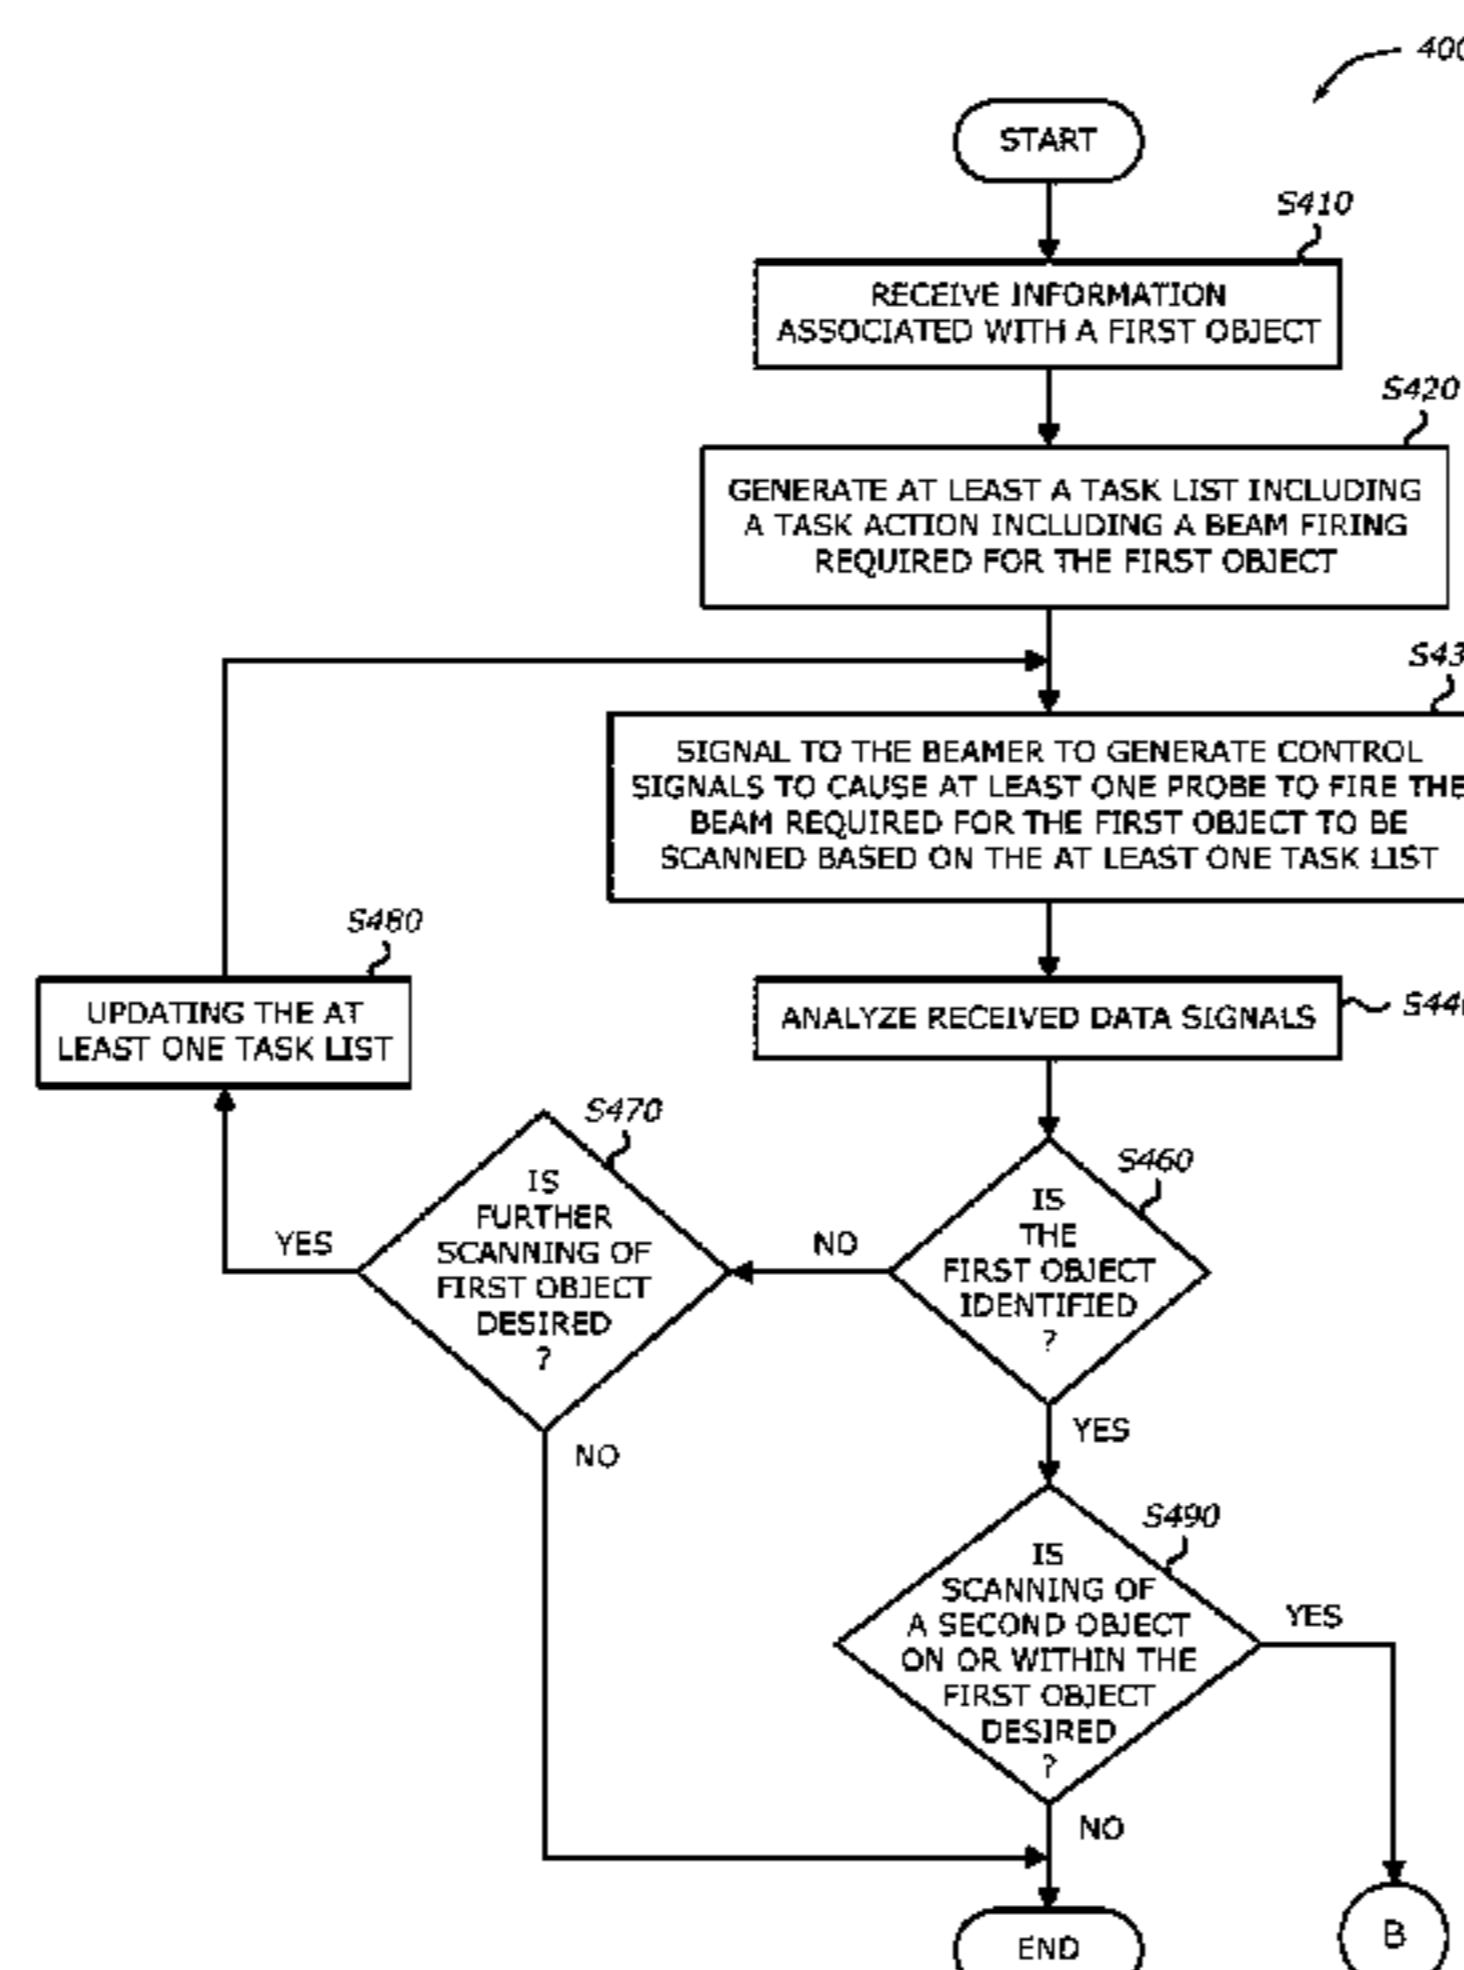 400
START
S410
RECEIVE INFORMATION
ASSOCIATED WITH A FIRST OBJECT
S420
GENERATE AT LEAST A TASK LIST INCLUDING
A TASK ACTION INCLUDING A BEAM FIRING
REQUIRED FOR THE FIRST OBJECT
S43
SIGNAL TO THE BEAMER TO GENERATE CONTROL
SIGNALS TO CAUSE AT LEAST ONE PROBE TO FIRE THE
BEAM REQUIRED FOR THE FIRST OBJECT TO BE
SCANNED BASED ON THE AT LEAST ONE TASK LIST
S480
UPDATING THE AT
LEAST ONE TASK LIST
ANALYZE RECEIVED DATA SIGNALS
S440
S470
IS
FURTHER
SCANNING OF
FIRST OBJECT
DESIRED
?
YES
NO
NO
S460
IS
THE
FIRST OBJECT
IDENTIFIED
?
YES
S490
IS
SCANNING OF
A SECOND OBJECT
ON OR WITHIN THE
FIRST OBJECT
DESIRED
?
YES
NO
END
B